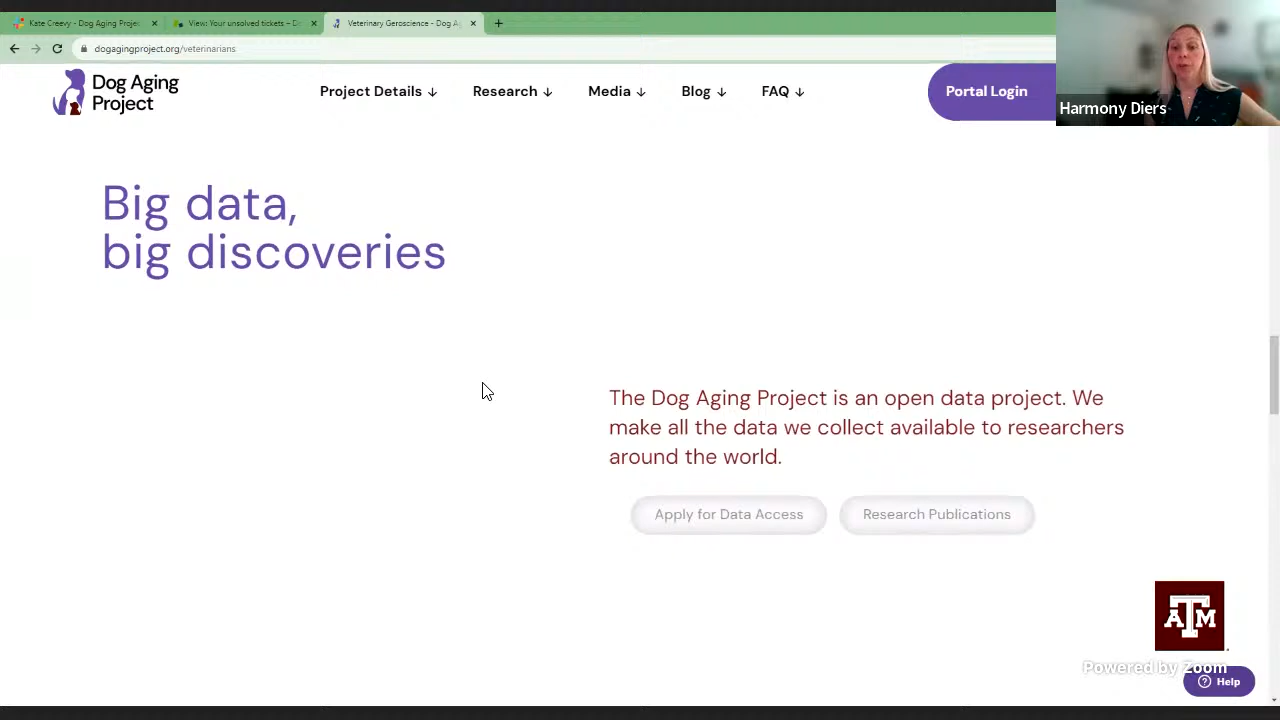 Kate Creevy - Dog Aging Projec
View: Your unsolved tickets – D
Veterinary Geroscience - Dog A
dogagingproject.org/veterinarians
Dog Aging
Project
Project Details ↓
Research ↓
Media ↓
Blog ↓
FAQ ↓
Portal Login
Harmony Diers
Big data,
big discoveries
The Dog Aging Project is an open data project. We
make all the data we collect available to researchers
around the world.
Apply for Data Access
Research Publications
ATM
Powered by Zoom
Help